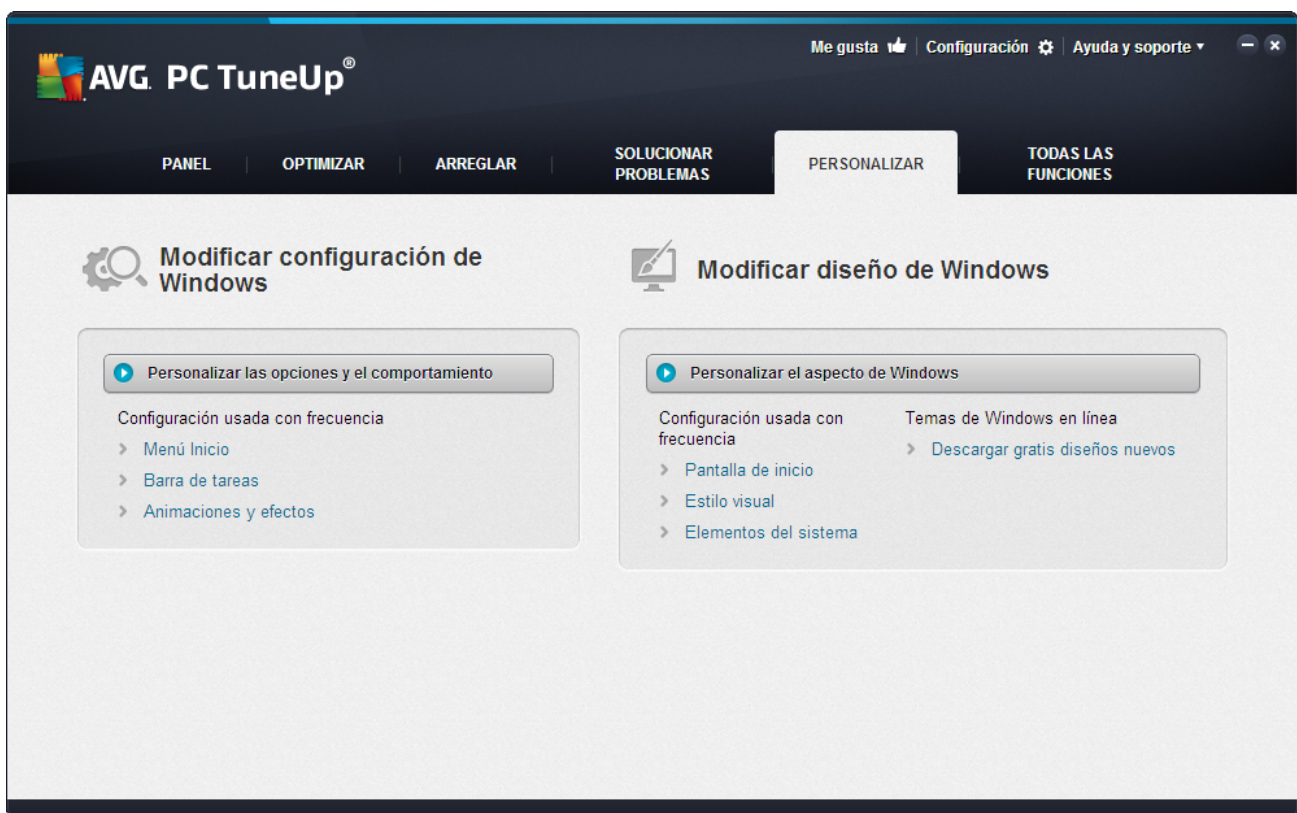 Me gusta Configuración Ayuda y soporte
AVG. PC TuneUp®
PANEL
OPTIMIZAR
ARREGLAR
SOLUCIONAR
PROBLEMAS
PERSONALIZAR
TODAS LAS
FUNCIONES
Modificar configuración de
Windows
Personalizar las opciones y el comportamiento
Configuración usada con frecuencia
Menú Inicio
Barra de tareas
Animaciones y efectos
Modificar diseño de Windows
Personalizar el aspecto de Windows
Configuración usada con
frecuencia
Pantalla de inicio
Estilo visual
Elementos del sistema
Temas de Windows en línea
Descargar gratis diseños nuevos